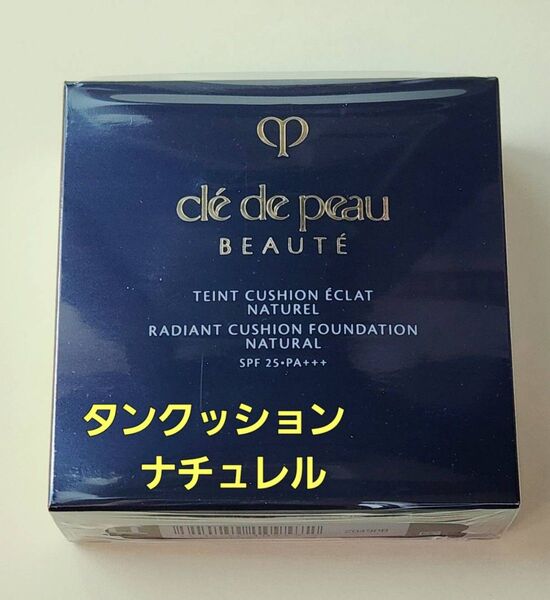 clé de peau
BEAUTÉ
TEINT CUSHION ÉCLAT
NATUREL
RADIANT CUSHION FOUNDATION
NATURAL
SPF 25•PA+++
タンクッション
ナチュレル